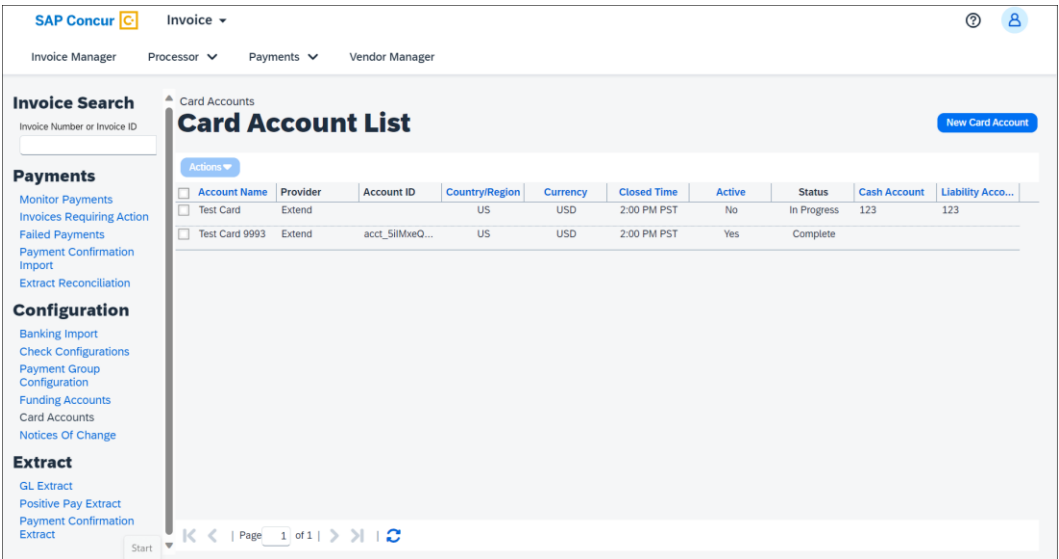 SAP Concur C Invoice
Invoice Manager Processor Payments Vendor Manager
Invoice Search
Invoice Number or Invoice ID
Payments
Monitor Payments
Invoices Requiring Action
Failed Payments
Payment Confirmation
Import
Extract Reconciliation
Configuration
Banking Import
Check Configurations
Payment Group
Configuration
Funding Accounts
Card Accounts
Notices Of Change
Extract
GL Extract
Positive Pay Extract
Payment Confirmation
Extract
Start
Card Accounts
Card Account List
New Card Account
Actions
Account Name Provider Account ID Country/Region Currency Closed Time Active Status Cash Account Liability Acco...
Test Card Extend US USD 2:00 PM PST No In Progress 123 123
Test Card 9993 Extend acct_5ilMxeQ... US USD 2:00 PM PST Yes Complete
| Page 1 of 1 | |